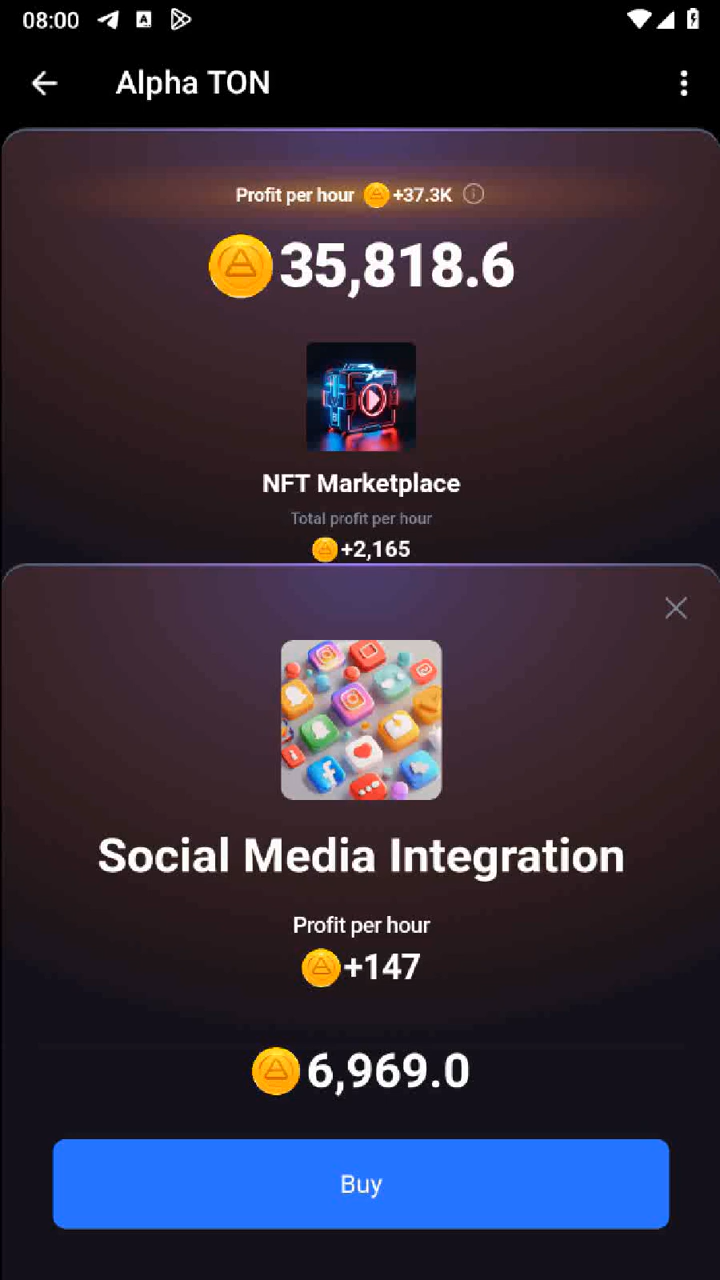 08:00
Alpha TON
Profit per hour +37.3K
35,818.6
NFT Marketplace
Total profit per hour
+2,165
Social Media Integration
Profit per hour
+147
6,969.0
Buy